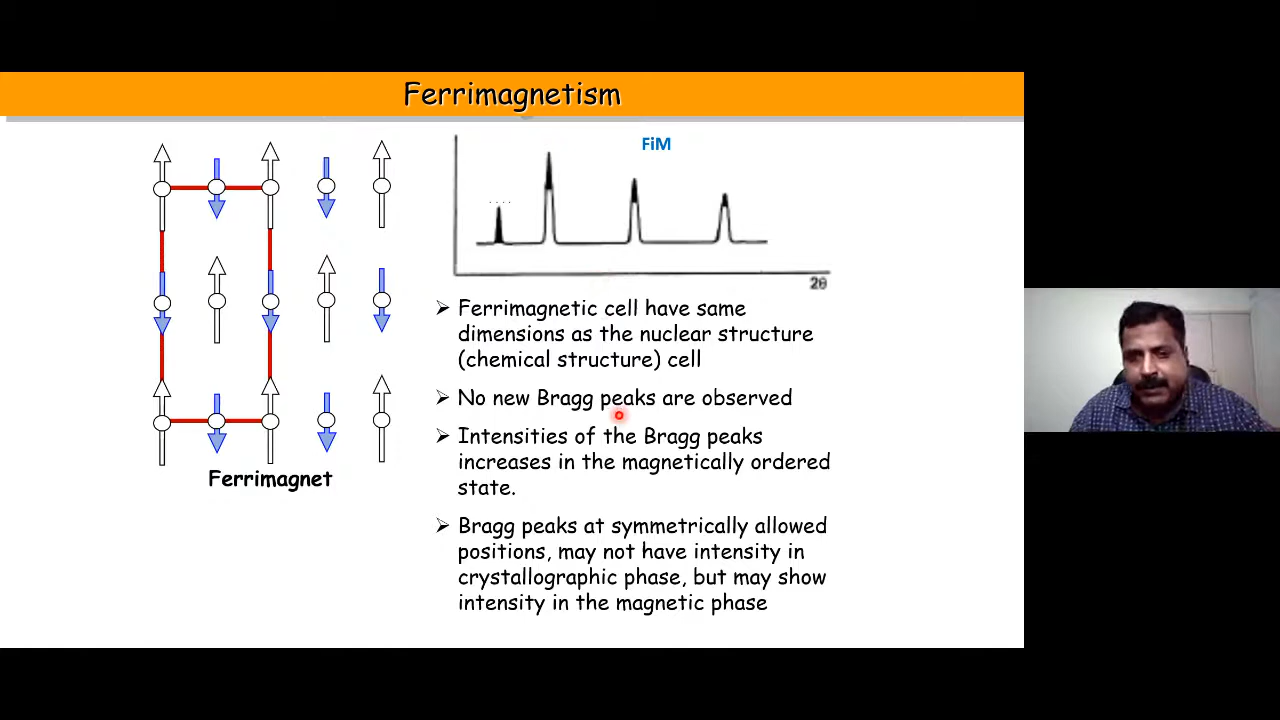 Ferrimagnetism
FiM
2θ
Ferrimagnet
➢ Ferrimagnetic cell have same
dimensions as the nuclear structure
(chemical structure) cell
➢ No new Bragg peaks are observed
➢ Intensities of the Bragg peaks
increases in the magnetically ordered
state.
➢ Bragg peaks at symmetrically allowed
positions, may not have intensity in
crystallographic phase, but may show
intensity in the magnetic phase